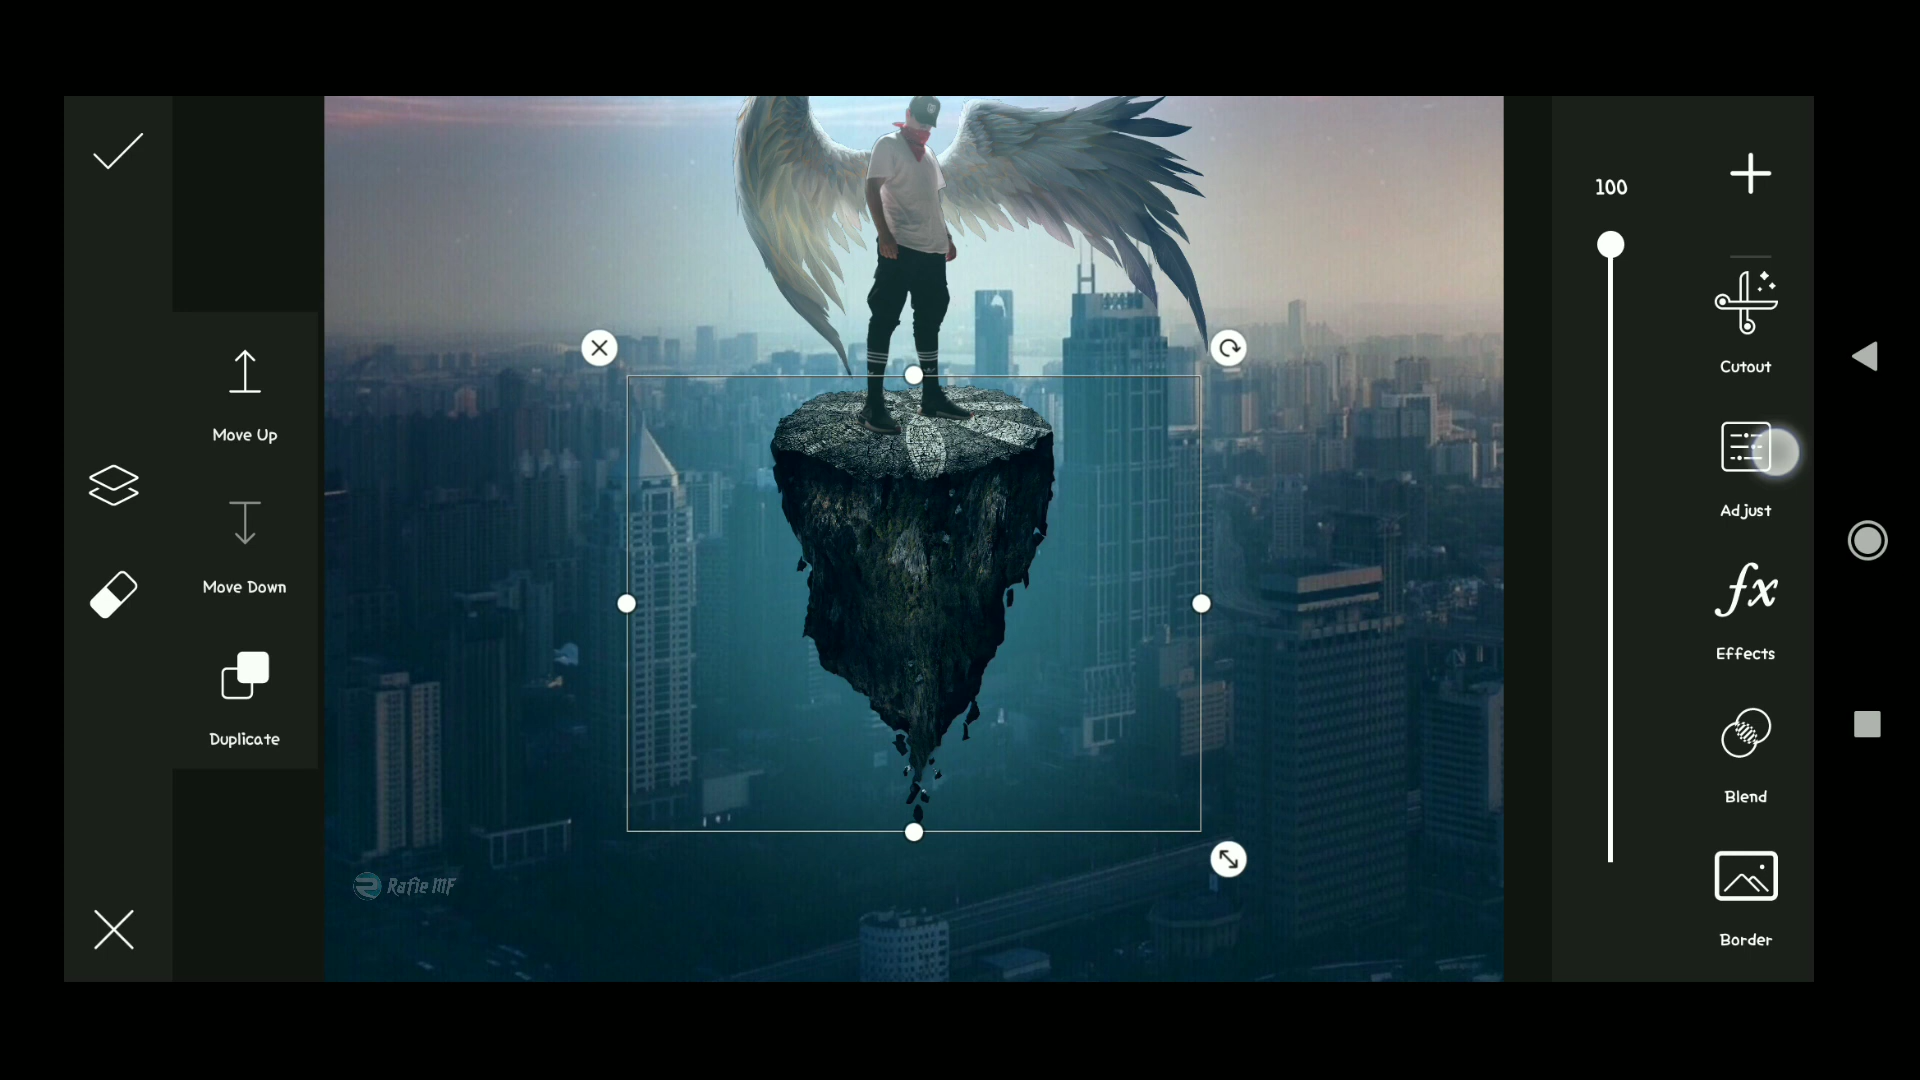 100
Cutout
Move Up
Adjust
Move Down
Effects
Duplicate
Blend
Rafie MF
Border